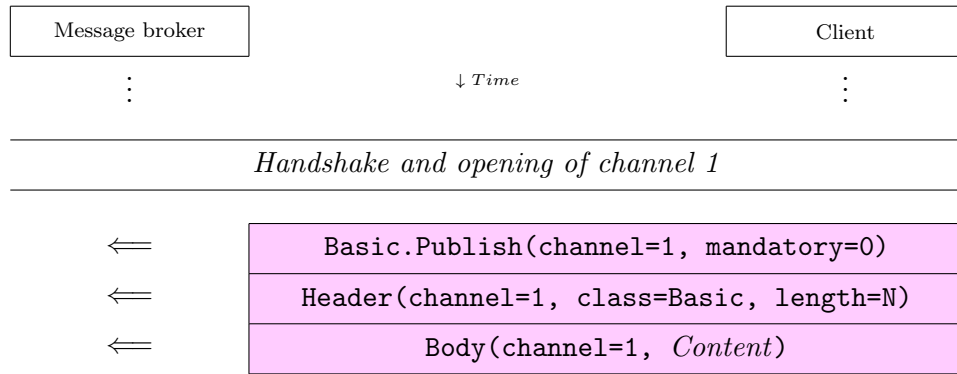 Message broker Client
⋮ ↓ Time ⋮
Handshake and opening of channel 1
⇐ Basic.Publish(channel=1, mandatory=0)
⇐ Header(channel=1, class=Basic, length=N)
⇐ Body(channel=1, Content)